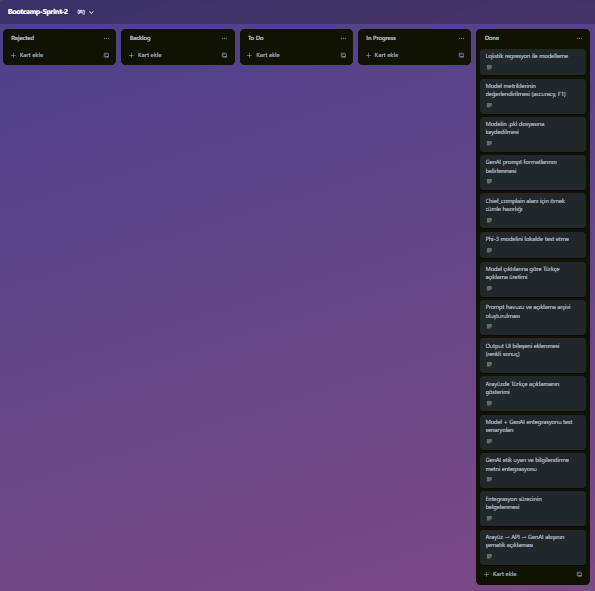 Bootcamp-Sprint-2
Rejected
Kart ekle
Backlog
Kart ekle
To Do
Kart ekle
In Progress
Kart ekle
Done
Lojistik regresyon ile modelleme
Model metriklerinin
değerlendirilmesi (accuracy, F1)
Modelin .pkl dosyasına
kaydedilmesi
GenAI prompt formatlarının
belirlenmesi
Chief_complain alanı için örnek
cümle hazırlığı
Phi-3 modelini lokalde test etme
Model çıktılarına göre Türkçe
açıklama üretimi
Prompt havuzu ve açıklama arşivi
oluşturulması
Output UI bileşeni eklenmesi
(renkli sonuç)
Arayüzde Türkçe açıklamanın
gösterimi
Model + GenAI entegrasyonu test
senaryoları
GenAI etik uyarı ve bilgilendirme
metni entegrasyonu
Entegrasyon sürecinin
belgelenmesi
Arayüz → API → GenAI akışının
şematik açıklaması
Kart ekle